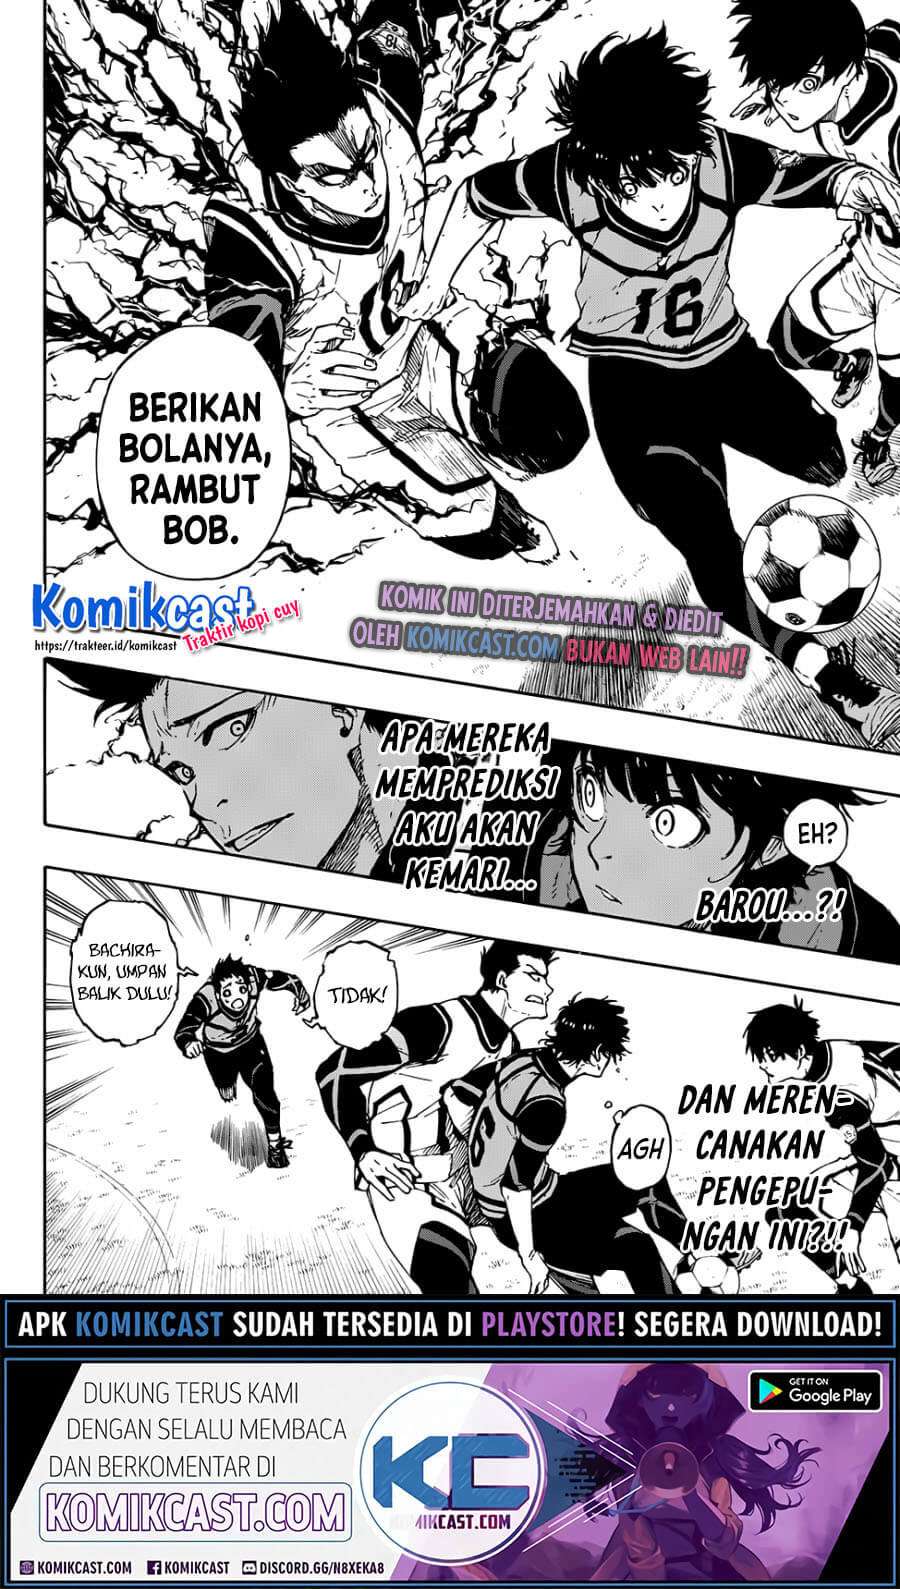 18
16
BERIKAN
BOLANYA,
RAMBUT
BOB.
Komikcast
Traktir kopi cuy
https://trakteer.id/komikcast
KOMIK INI DITERJEMAHKAN & DIEDIT
OLEH KOMIKCAST.COM BUKAN WEB LAIN!!
APA MEREKA
MEMPREDIKSI
AKU AKAN
KEMARI...
EH?
BAROU...?!
BACHIRA-
KUN, UMPAN
BALIK DULU!
TIDAK!
AGH
DAN MEREN-
CANAKAN
PENGEPU-
NGAN INI?!!
APK KOMIKCAST SUDAH TERSEDIA DI PLAYSTORE! SEGERA DOWNLOAD!
DUKUNG TERUS KAMI
DENGAN SELALU MEMBACA
DAN BERKOMENTAR DI
KOMIKCAST.COM
KOMIKCAST.COM KOMIKCAST DISCORD.GG/N8XEKA8
KC
KOMIKCAST.COM
GET IT ON
Google Play